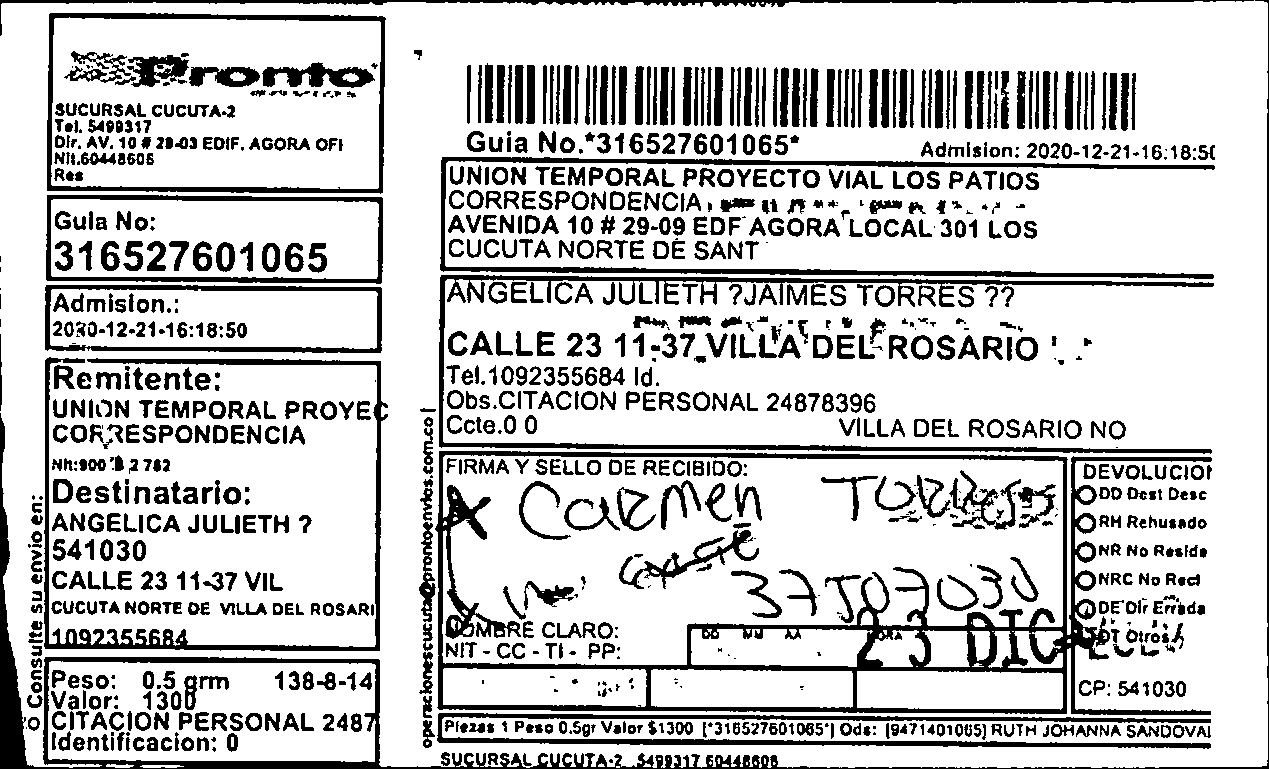 Pronto
SUCURSAL CUCUTA-2
Tel. 5499317
Dir. AV. 10 # 29-03 EDIF. AGORA OFI
Nit.60448606
Res
Guia No:
316527601065
Admision.:
2020-12-21-16:18:50
Remitente:
UNION TEMPORAL PROYEC
CORRESPONDENCIA
Destinatario:
ANGELICA JULIETH ?
541030
CALLE 23 11-37 VIL
CUCUTA NORTE DE VILLA DEL ROSARI
1092355684
Peso: 0.5 grm 138-8-14
Valor: 1300
CITACION PERSONAL 2487
Identificacion: 0
o Consulte su envio en:
operacionescucuta@prontoenvios.com.co
Guia No.*316527601065*
Admision: 2020-12-21-16:18:50
UNION TEMPORAL PROYECTO VIAL LOS PATIOS
CORRESPONDENCIA
AVENIDA 10 # 29-09 EDF AGORA LOCAL 301 LOS
CUCUTA NORTE DE SANT
ANGELICA JULIETH ?JAIMES TORRES ??
CALLE 23 11-37 VILLA DEL ROSARIO
Tel.1092355684 Id.
Obs.CITACION PERSONAL 24878396
Ccte.0 0 VILLA DEL ROSARIO NO
FIRMA Y SELLO DE RECIBIDO:
Carmen Torres
37507030
NOMBRE CLARO:
NIT - CC - TI - PP:
DD MM AA HORA
23 DIC
DEVOLUCION
DD Dest Desc
RH Rehusado
NR No Reside
NRC No Recl
DE Dir Errada
OT Otros
CP: 541030
Piezas 1 Peso 0.5gr Valor $1300 [*316527601065*] Ods: [9471401065] RUTH JOHANNA SANDOVAL
SUCURSAL CUCUTA-2 5499317 60448606